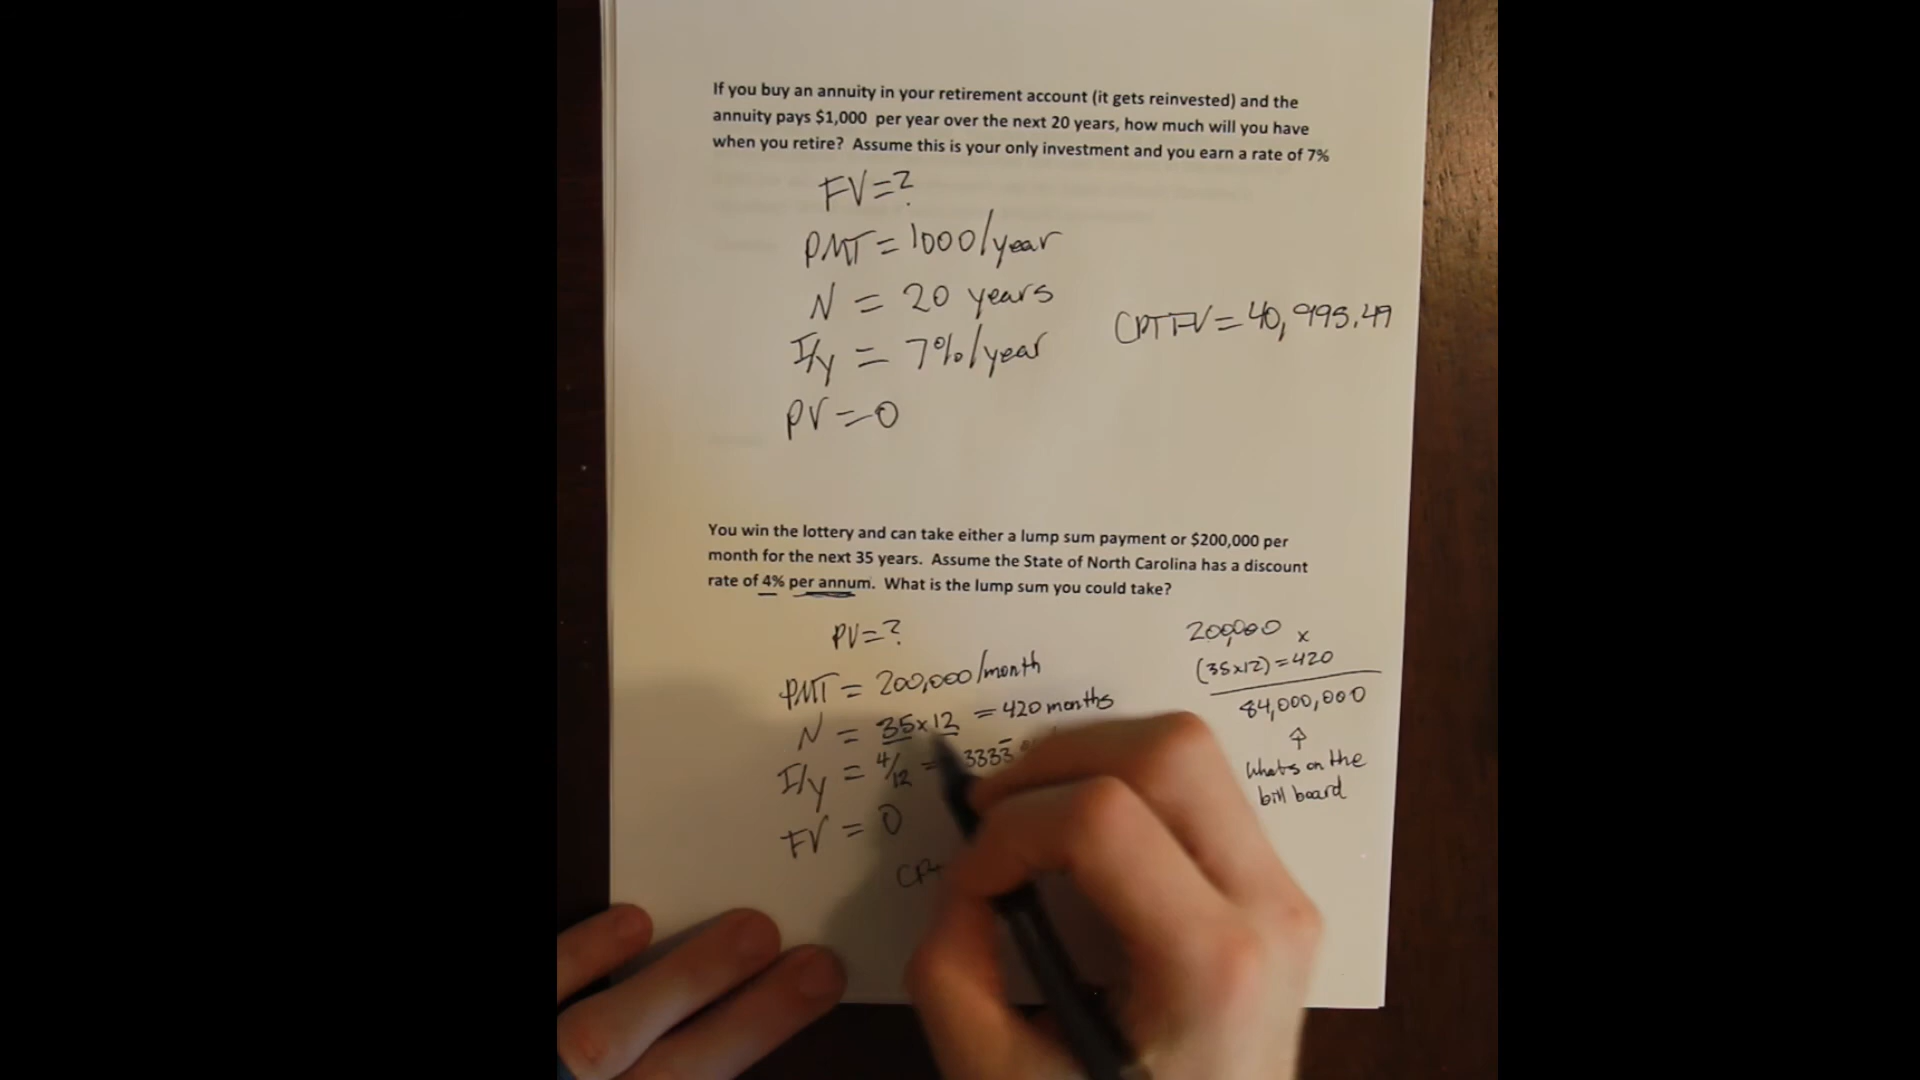 If you buy an annuity in your retirement account (it gets reinvested) and the
annuity pays $1,000 per year over the next 20 years, how much will you have
when you retire? Assume this is your only investment and you earn a rate of 7%
FV=?
PMT = 1000/year
N = 20 years
I/y = 7%/year
PV=0
CPT FV = 40,995.49
You win the lottery and can take either a lump sum payment or $200,000 per
month for the next 35 years. Assume the State of North Carolina has a discount
rate of 4% per annum. What is the lump sum you could take?
PV=?
PMT = 200,000/month
N = 35x12 = 420 months
I/y = 4/12 = 3333
FV = 0
200,000 x
(35x12)=420
84,000,000
↑
What's on the
bill board